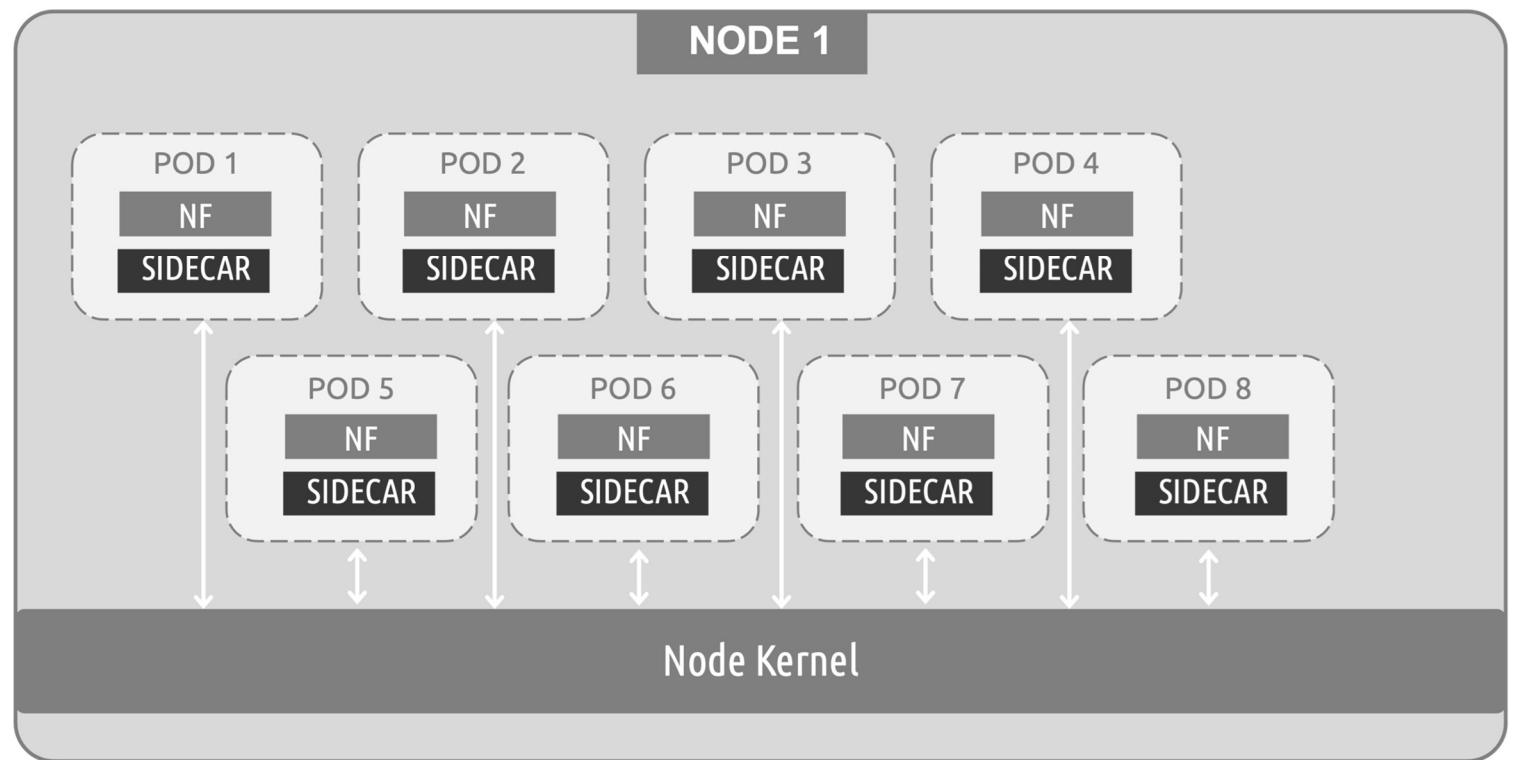 NODE 1
POD 1
NF
SIDECAR
POD 2
NF
SIDECAR
POD 3
NF
SIDECAR
POD 4
NF
SIDECAR
POD 5
NF
SIDECAR
POD 6
NF
SIDECAR
POD 7
NF
SIDECAR
POD 8
NF
SIDECAR
Node Kernel